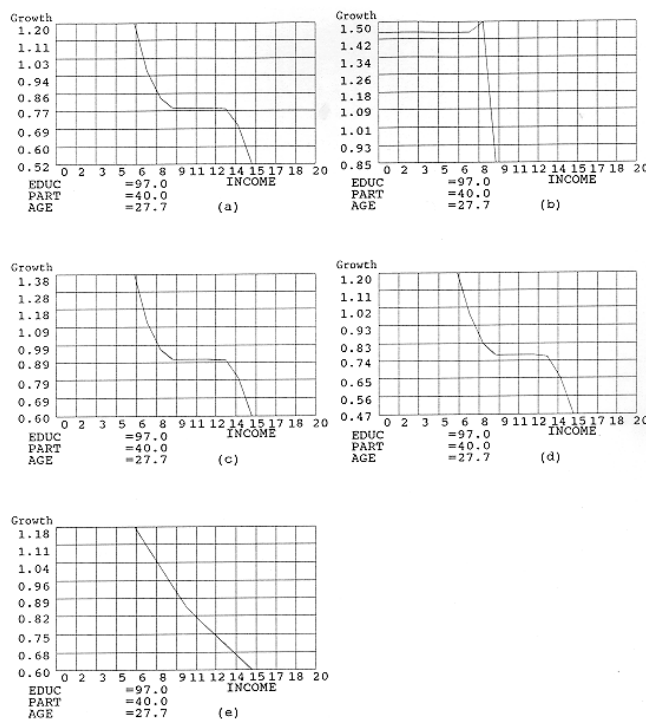 Growth
1.20
1.11
1.03
0.94
0.86
0.77
0.69
0.60
0.52
0 2 3 5 6 8 9 11 12 14 15 17 18 20
EDUC =97.0 INCOME
PART =40.0
AGE =27.7 (a)
Growth
1.50
1.42
1.34
1.26
1.18
1.09
1.01
0.93
0.85
0 2 3 5 6 8 9 11 12 14 15 17 18 20
EDUC =97.0 INCOME
PART =40.0
AGE =27.7 (b)
Growth
1.38
1.28
1.18
1.09
0.99
0.89
0.79
0.69
0.60
0 2 3 5 6 8 9 11 12 14 15 17 18 20
EDUC =97.0 INCOME
PART =40.0
AGE =27.7 (c)
Growth
1.20
1.11
1.02
0.93
0.83
0.74
0.65
0.56
0.47
0 2 3 5 6 8 9 11 12 14 15 17 18 20
EDUC =97.0 INCOME
PART =40.0
AGE =27.7 (d)
Growth
1.18
1.11
1.04
0.96
0.89
0.82
0.75
0.68
0.60
0 2 3 5 6 8 9 11 12 14 15 17 18 20
EDUC =97.0 INCOME
PART =40.0
AGE =27.7 (e)